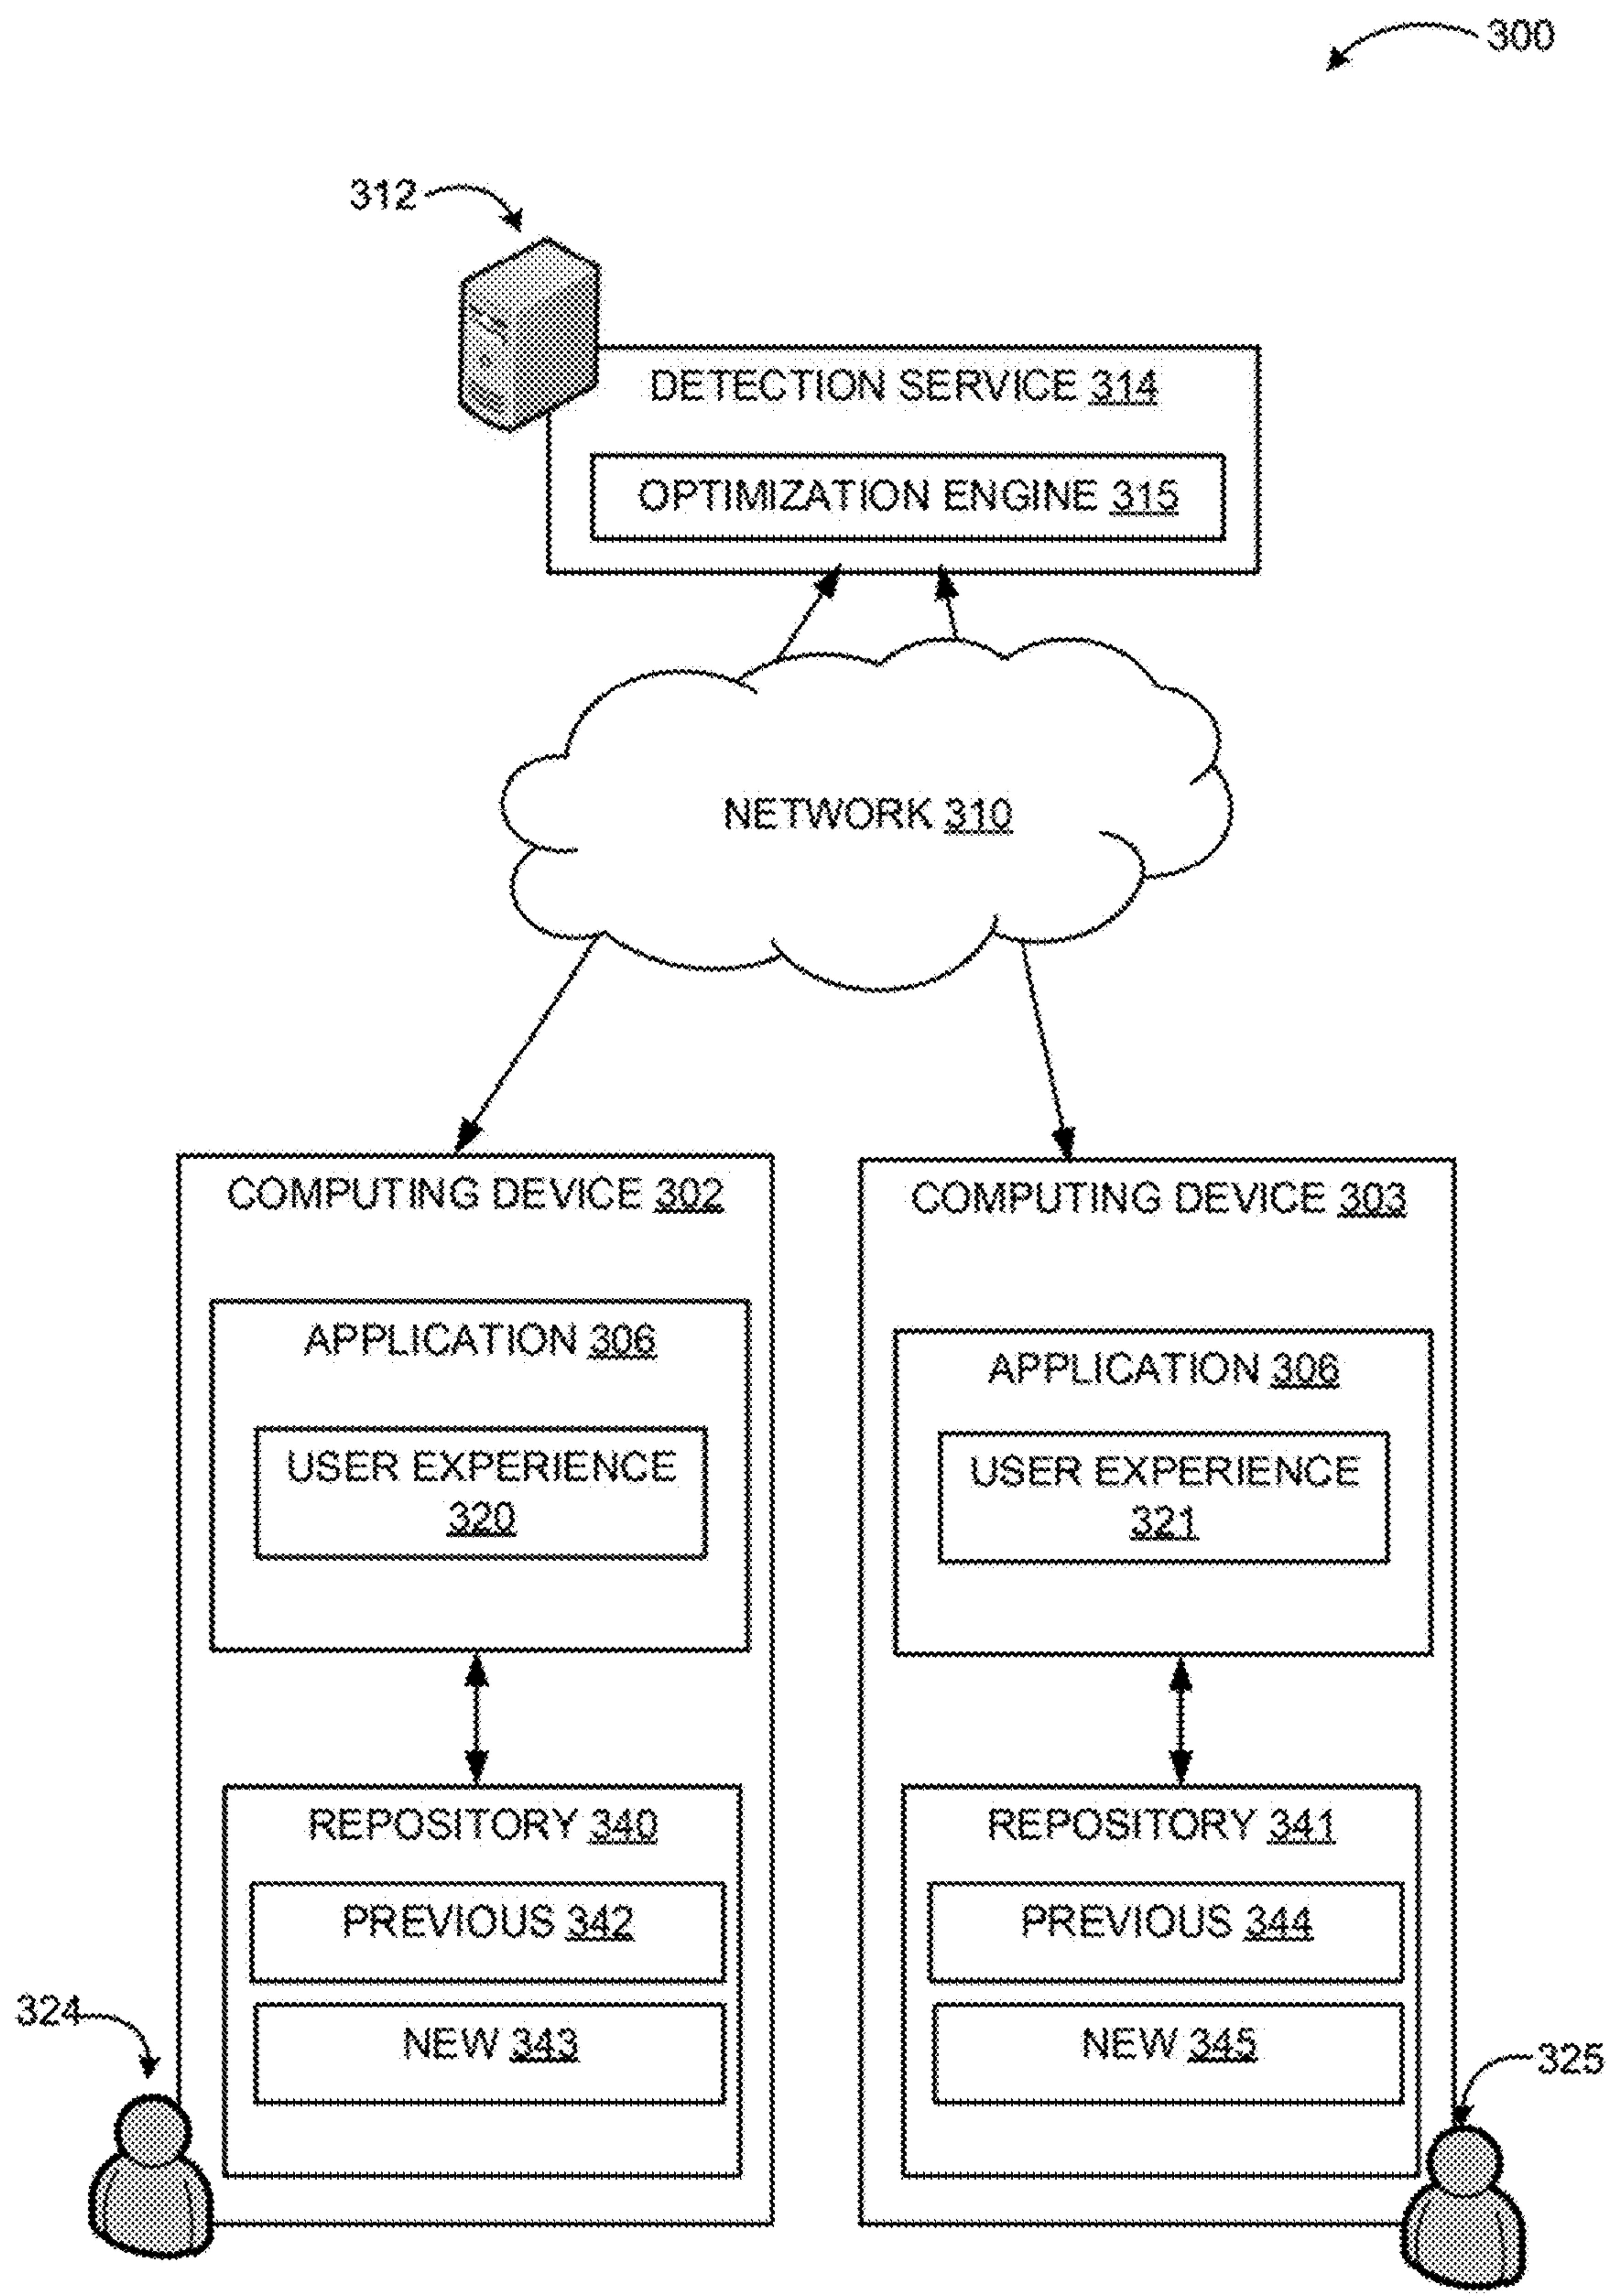 300
312
DETECTION SERVICE 314
OPTIMIZATION ENGINE 315
NETWORK 310
COMPUTING DEVICE 302
APPLICATION 306
USER EXPERIENCE
320
REPOSITORY 340
PREVIOUS 342
NEW 343
324
COMPUTING DEVICE 303
APPLICATION 306
USER EXPERIENCE
321
REPOSITORY 341
PREVIOUS 344
NEW 345
325